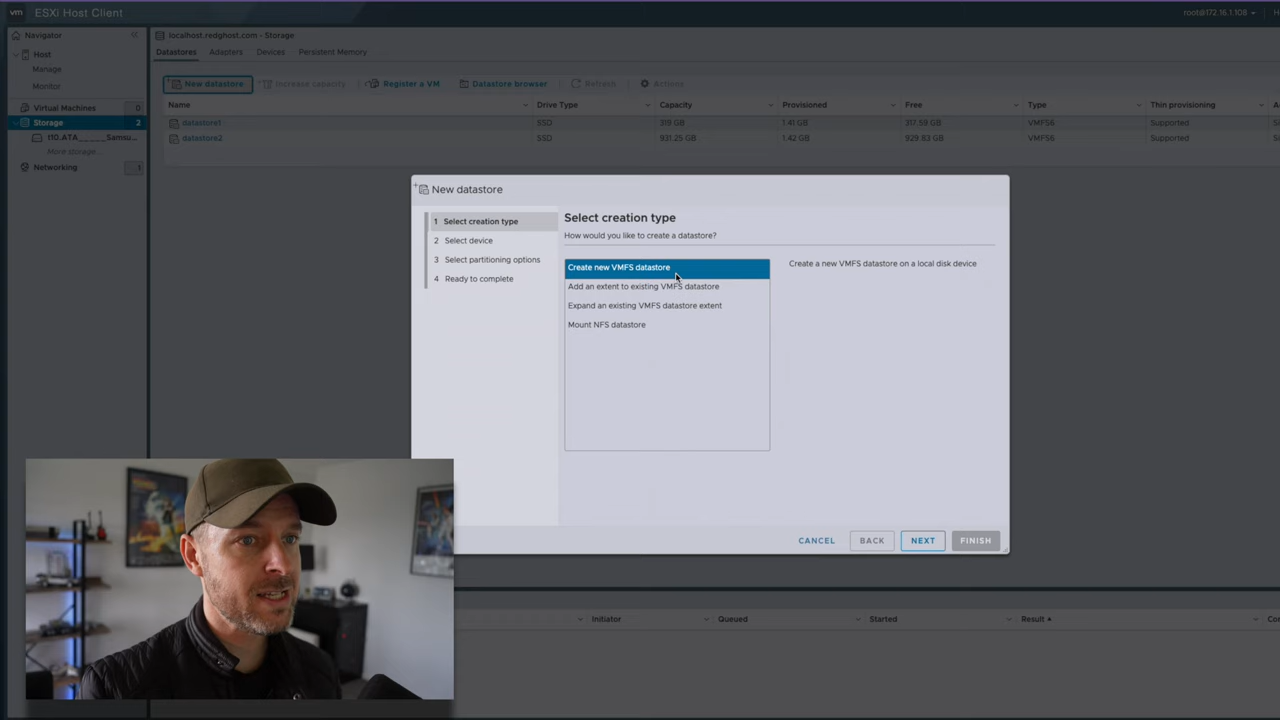 vm ESXi Host Client root@172.16.1.108
Navigator
localhost.redghost.com - Storage
Host
Manage
Monitor
Virtual Machines 0
Storage 2
t10.ATA_____Samsu...
More storage...
Networking 1
Datastores Adapters Devices Persistent Memory
New datastore Increase capacity Register a VM Datastore browser Refresh Actions
Name Drive Type Capacity Provisioned Free Type Thin provisioning
datastore1 SSD 319 GB 1.41 GB 317.59 GB VMFS6 Supported
datastore2 SSD 931.25 GB 1.42 GB 929.83 GB VMFS6 Supported
New datastore
1 Select creation type
2 Select device
3 Select partitioning options
4 Ready to complete
Select creation type
How would you like to create a datastore?
Create new VMFS datastore
Add an extent to existing VMFS datastore
Expand an existing VMFS datastore extent
Mount NFS datastore
Create a new VMFS datastore on a local disk device
CANCEL BACK NEXT FINISH
Initiator Queued Started Result